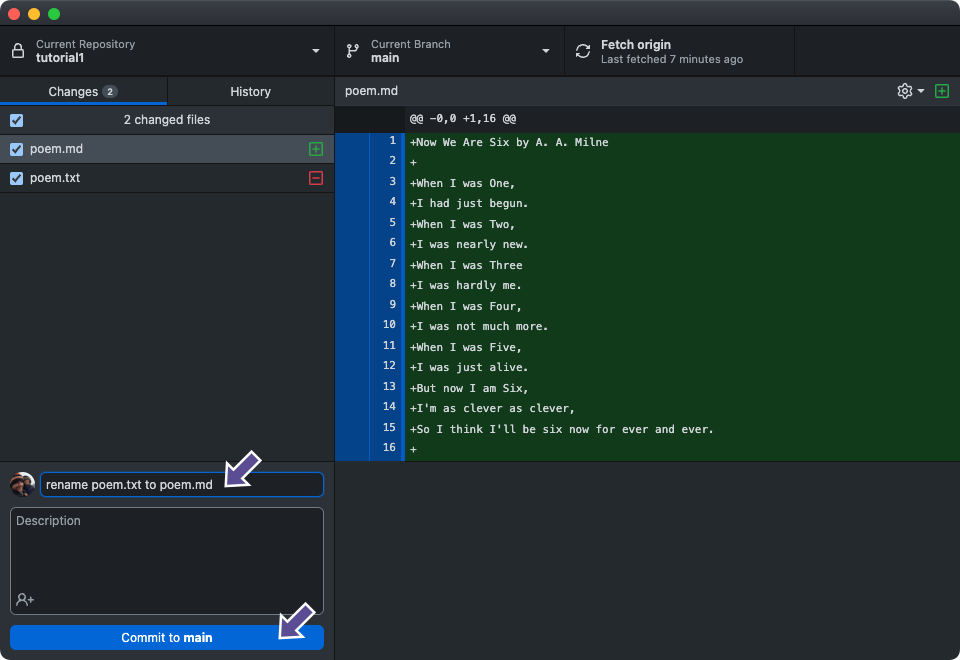 Current Repository
tutorial1
Current Branch
main
Fetch origin
Last fetched 7 minutes ago
Changes 2
History
2 changed files
poem.md
poem.txt
poem.md
@@ -0,0 +1,16 @@
1 +Now We Are Six by A. A. Milne
2 +
3 +When I was One,
4 +I had just begun.
5 +When I was Two,
6 +I was nearly new.
7 +When I was Three
8 +I was hardly me.
9 +When I was Four,
10 +I was not much more.
11 +When I was Five,
12 +I was just alive.
13 +But now I am Six,
14 +I'm as clever as clever,
15 +So I think I'll be six now for ever and ever.
16 +
rename poem.txt to poem.md
Description
Commit to main